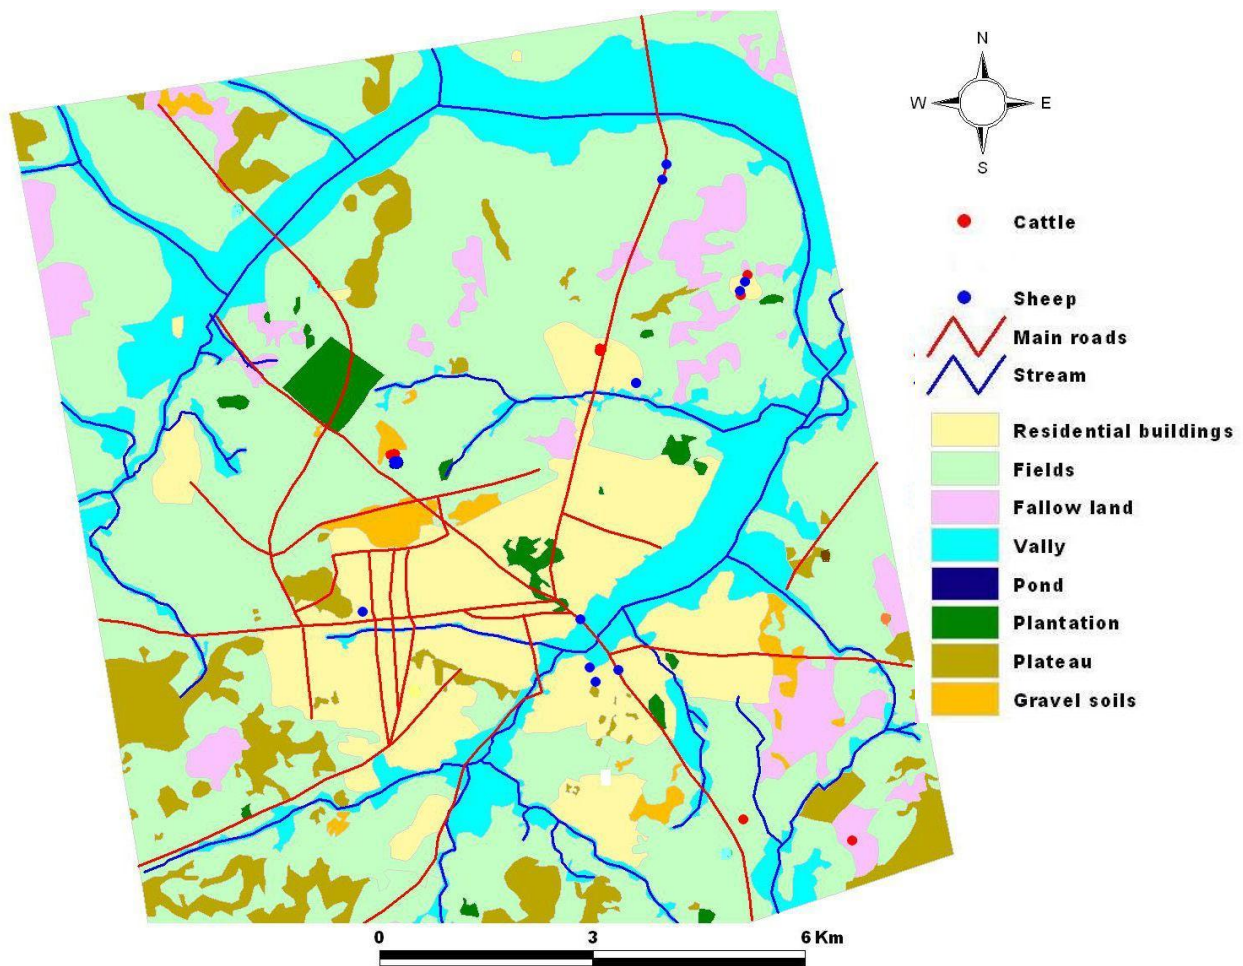 N
W E
S
Cattle
Sheep
Main roads
Stream
Residential buildings
Fields
Fallow land
Vally
Pond
Plantation
Plateau
Gravel soils
0 3 6 Km